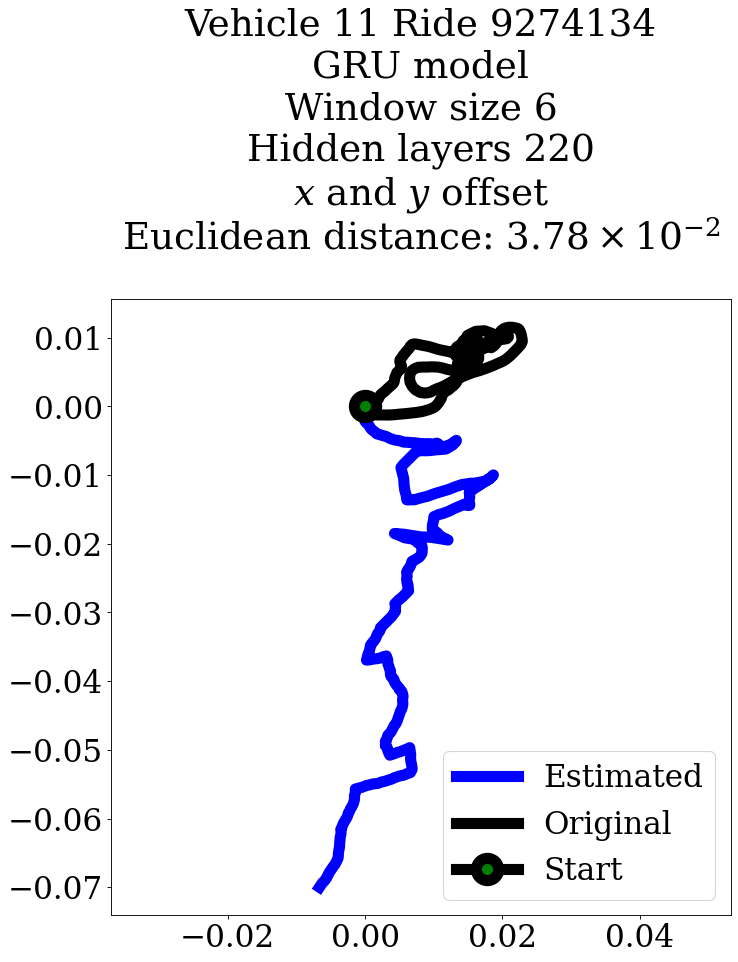 Vehicle 11 Ride 9274134
GRU model
Window size 6
Hidden layers 220
x and y offset
Euclidean distance: 3.78 × 10⁻²
0.01
0.00
−0.01
−0.02
−0.03
−0.04
−0.05
−0.06
−0.07
Estimated
Original
Start
−0.02 0.00 0.02 0.04